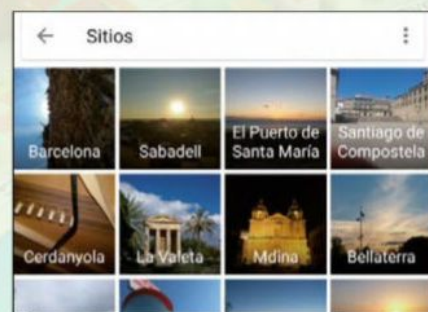 Sitios
Barcelona
Sabadell
El Puerto de
Santa María
Santiago de
Compostela
Cerdanyola
La Valeta
Mdina
Bellaterra